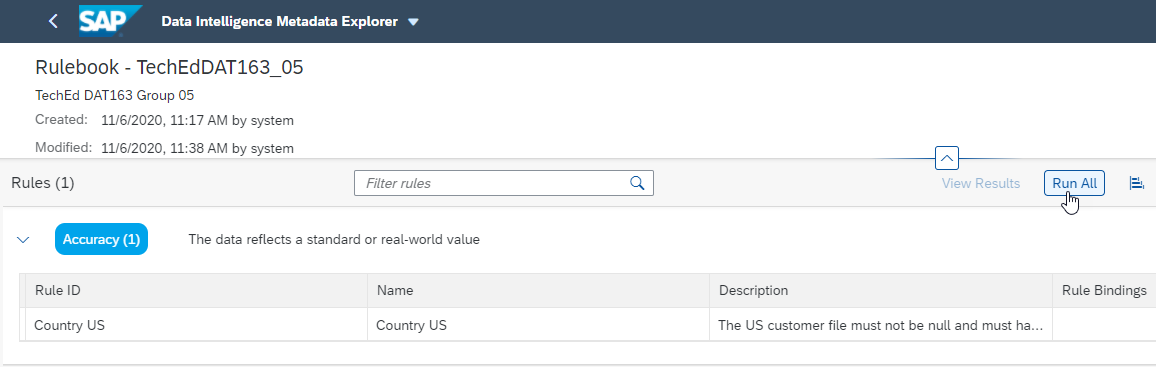 SAP Data Intelligence Metadata Explorer
Rulebook - TechEdDAT163_05
TechEd DAT163 Group 05
Created: 11/6/2020, 11:17 AM by system
Modified: 11/6/2020, 11:38 AM by system
Rules (1) Filter rules View Results Run All
Accuracy (1) The data reflects a standard or real-world value
Rule ID Name Description Rule Bindings
Country US Country US The US customer file must not be null and must ha...